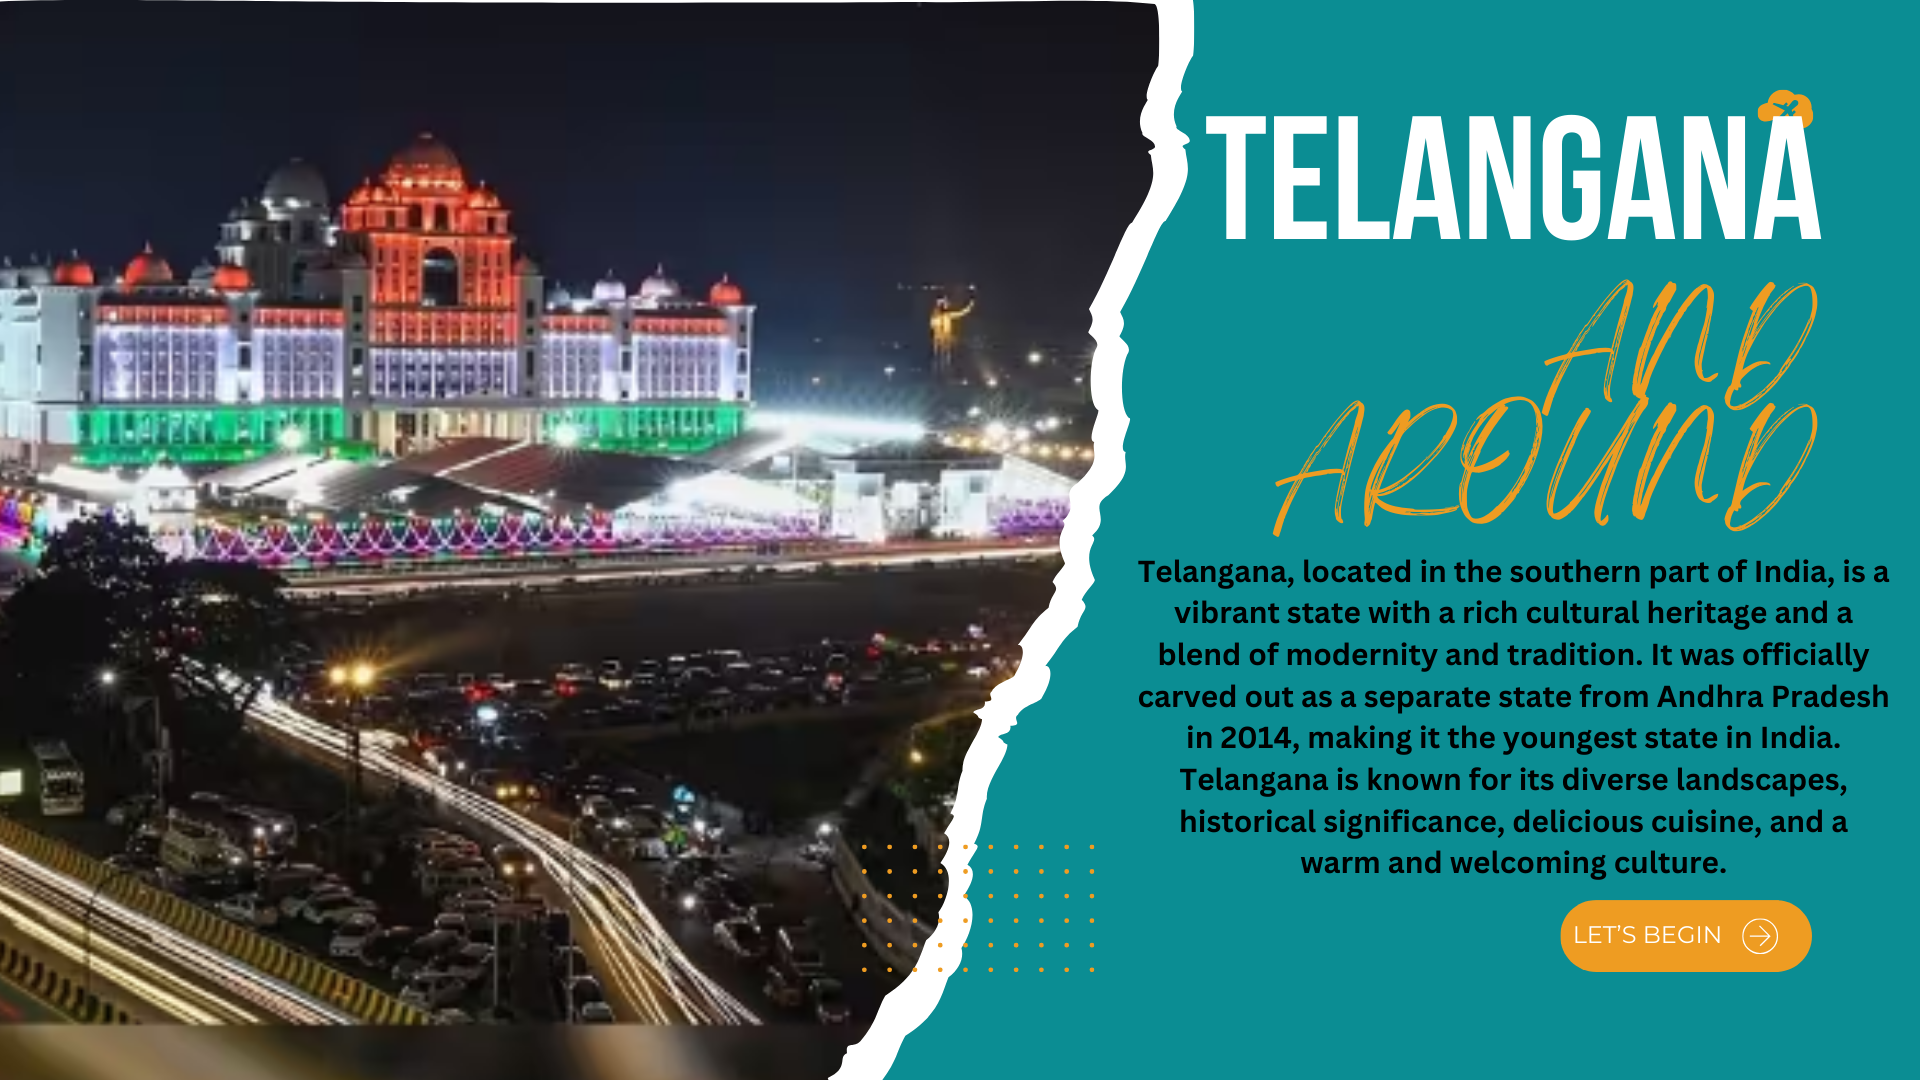 TELANGANA
AND
AROUND
Telangana, located in the southern part of India, is a
vibrant state with a rich cultural heritage and a
blend of modernity and tradition. It was officially
carved out as a separate state from Andhra Pradesh
in 2014, making it the youngest state in India.
Telangana is known for its diverse landscapes,
historical significance, delicious cuisine, and a
warm and welcoming culture.
LET'S BEGIN